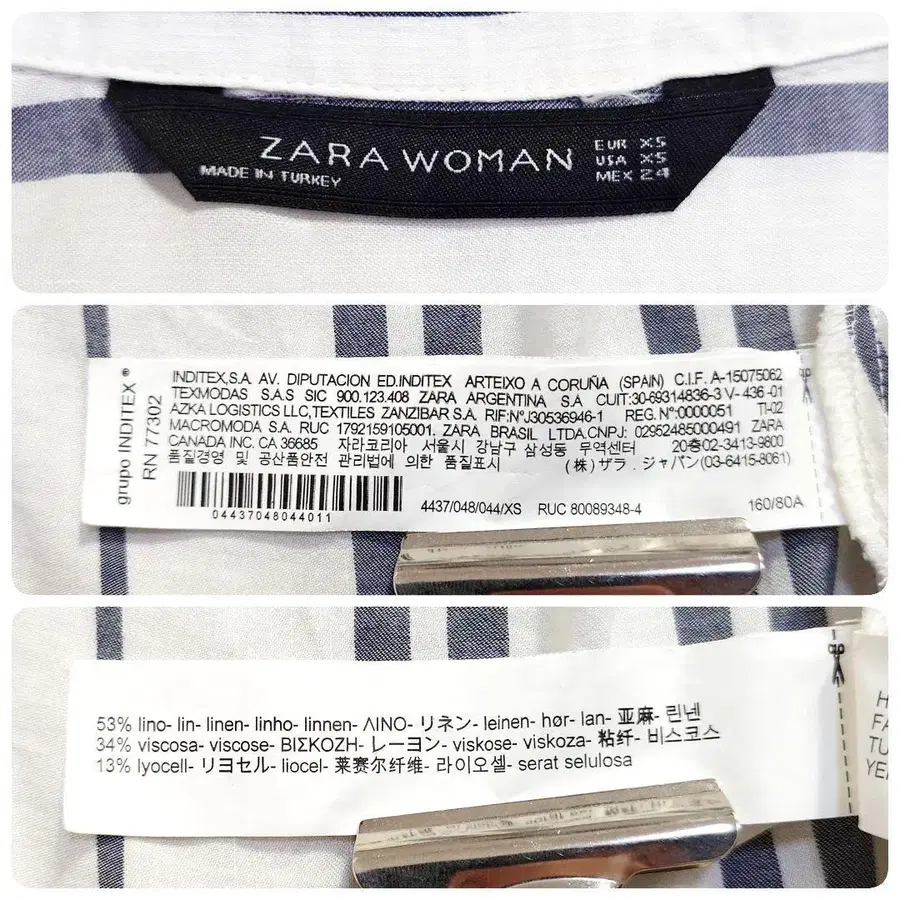 ZARA WOMAN
EUR XS
USA XS
MEX 24
MADE IN TURKEY
grupo INDITEX ®
RN 77302
INDITEX,S.A. AV. DIPUTACION ED.INDITEX ARTEIXO A CORUÑA (SPAIN) C.I.F. A-15075062
TEXMODAS S.A.S SIC 900.123.408 ZARA ARGENTINA S.A CUIT:30-69314836-3 V- 436 -01
AZKA LOGISTICS LLC,TEXTILES ZANZIBAR S.A. RIF:Nº.J30536946-1 REG.Nº:0000051 TI-02
MACROMODA S.A. RUC 1792159105001. ZARA BRASIL LTDA.CNPJ: 02952485000491 ZARA
CANADA INC. CA 36685 자라코리아 서울시 강남구 삼성동 무역센터 20층02-3413-9800
품질경영 및 공산품안전 관리법에 의한 품질표시 (株) ザラ . ジャパン(03-6415-8061)
04437048044011
4437/048/044/XS RUC 80089348-4 160/80A
53% lino- lin- linen- linho- linnen- ΛΙΝΟ- リネン- leinen- hør- lan- 亚麻- 린넨
34% viscosa- viscose- ΒΙΣΚΟΖΗ- レーヨン- viskose- viskoza- 粘纤- 비스코스
13% lyocell- リヨセル- liocel- 莱赛尔纤维- 라이오셀- serat selulosa